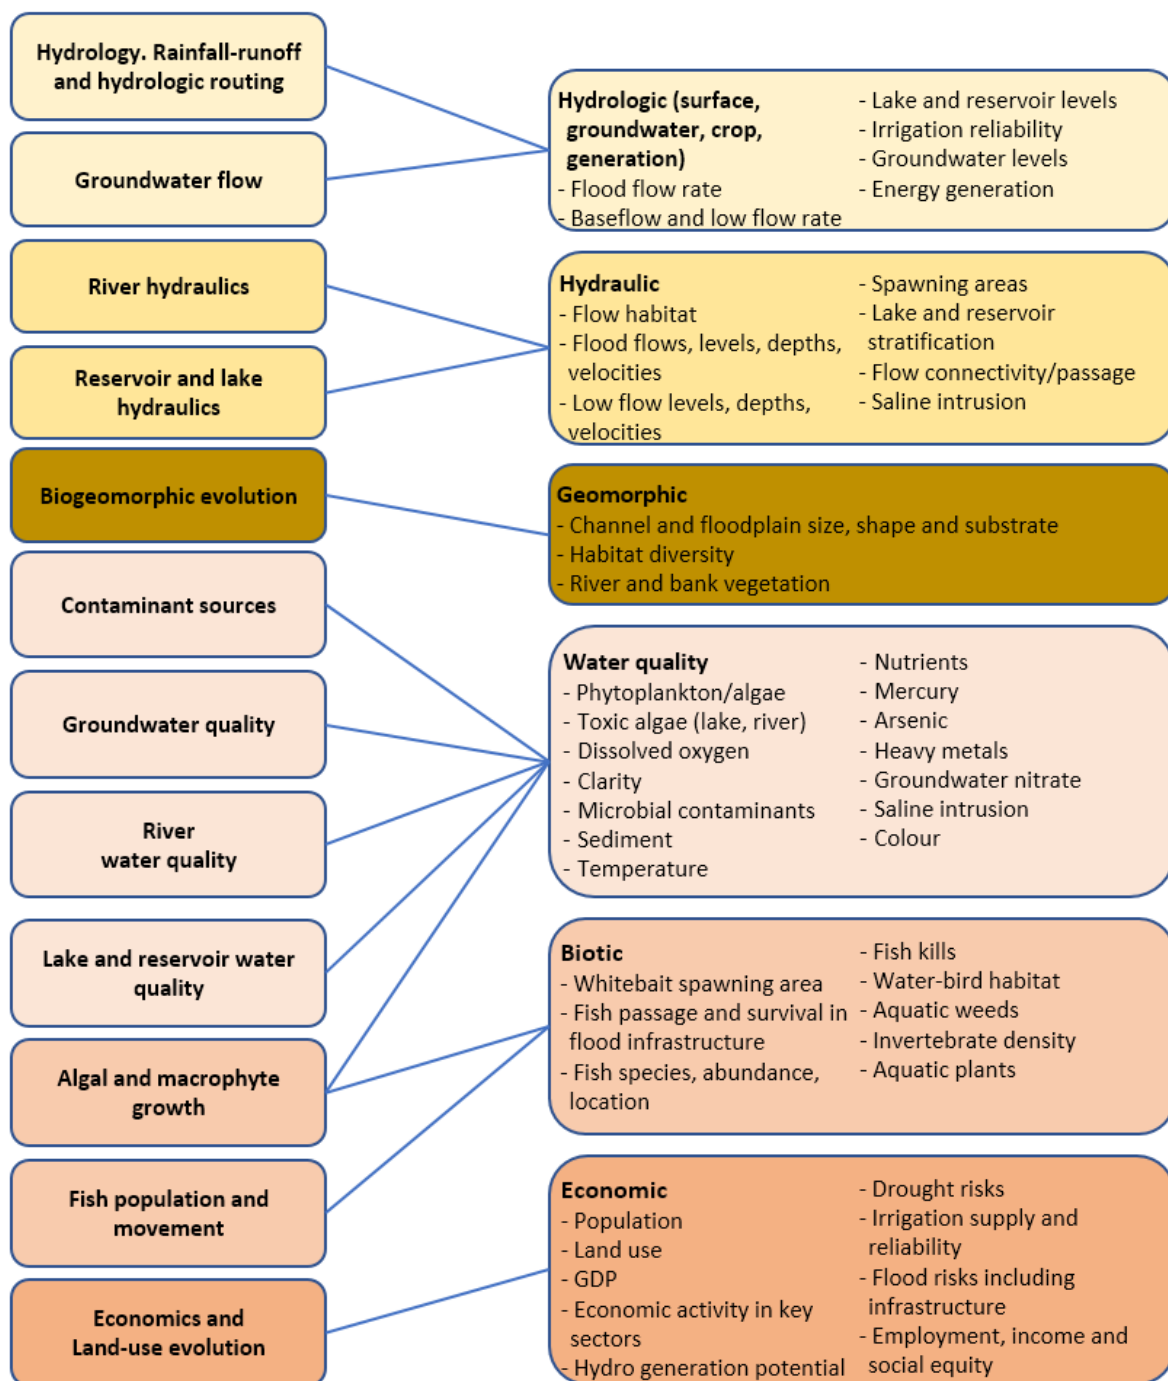 Hydrology. Rainfall-runoff
and hydrologic routing
Groundwater flow
River hydraulics
Reservoir and lake
hydraulics
Biogeomorphic evolution
Contaminant sources
Groundwater quality
River
water quality
Lake and reservoir water
quality
Algal and macrophyte
growth
Fish population and
movement
Economics and
Land-use evolution
Hydrologic (surface,
groundwater, crop,
generation)
- Flood flow rate
- Baseflow and low flow rate
- Lake and reservoir levels
- Irrigation reliability
- Groundwater levels
- Energy generation
Hydraulic
- Flow habitat
- Flood flows, levels, depths,
velocities
- Low flow levels, depths,
velocities
- Spawning areas
- Lake and reservoir
stratification
- Flow connectivity/passage
- Saline intrusion
Geomorphic
- Channel and floodplain size, shape and substrate
- Habitat diversity
- River and bank vegetation
Water quality
- Phytoplankton/algae
- Toxic algae (lake, river)
- Dissolved oxygen
- Clarity
- Microbial contaminants
- Sediment
- Temperature
- Nutrients
- Mercury
- Arsenic
- Heavy metals
- Groundwater nitrate
- Saline intrusion
- Colour
Biotic
- Whitebait spawning area
- Fish passage and survival in
flood infrastructure
- Fish species, abundance,
location
- Fish kills
- Water-bird habitat
- Aquatic weeds
- Invertebrate density
- Aquatic plants
Economic
- Population
- Land use
- GDP
- Economic activity in key
sectors
- Hydro generation potential
- Drought risks
- Irrigation supply and
reliability
- Flood risks including
infrastructure
- Employment, income and
social equity